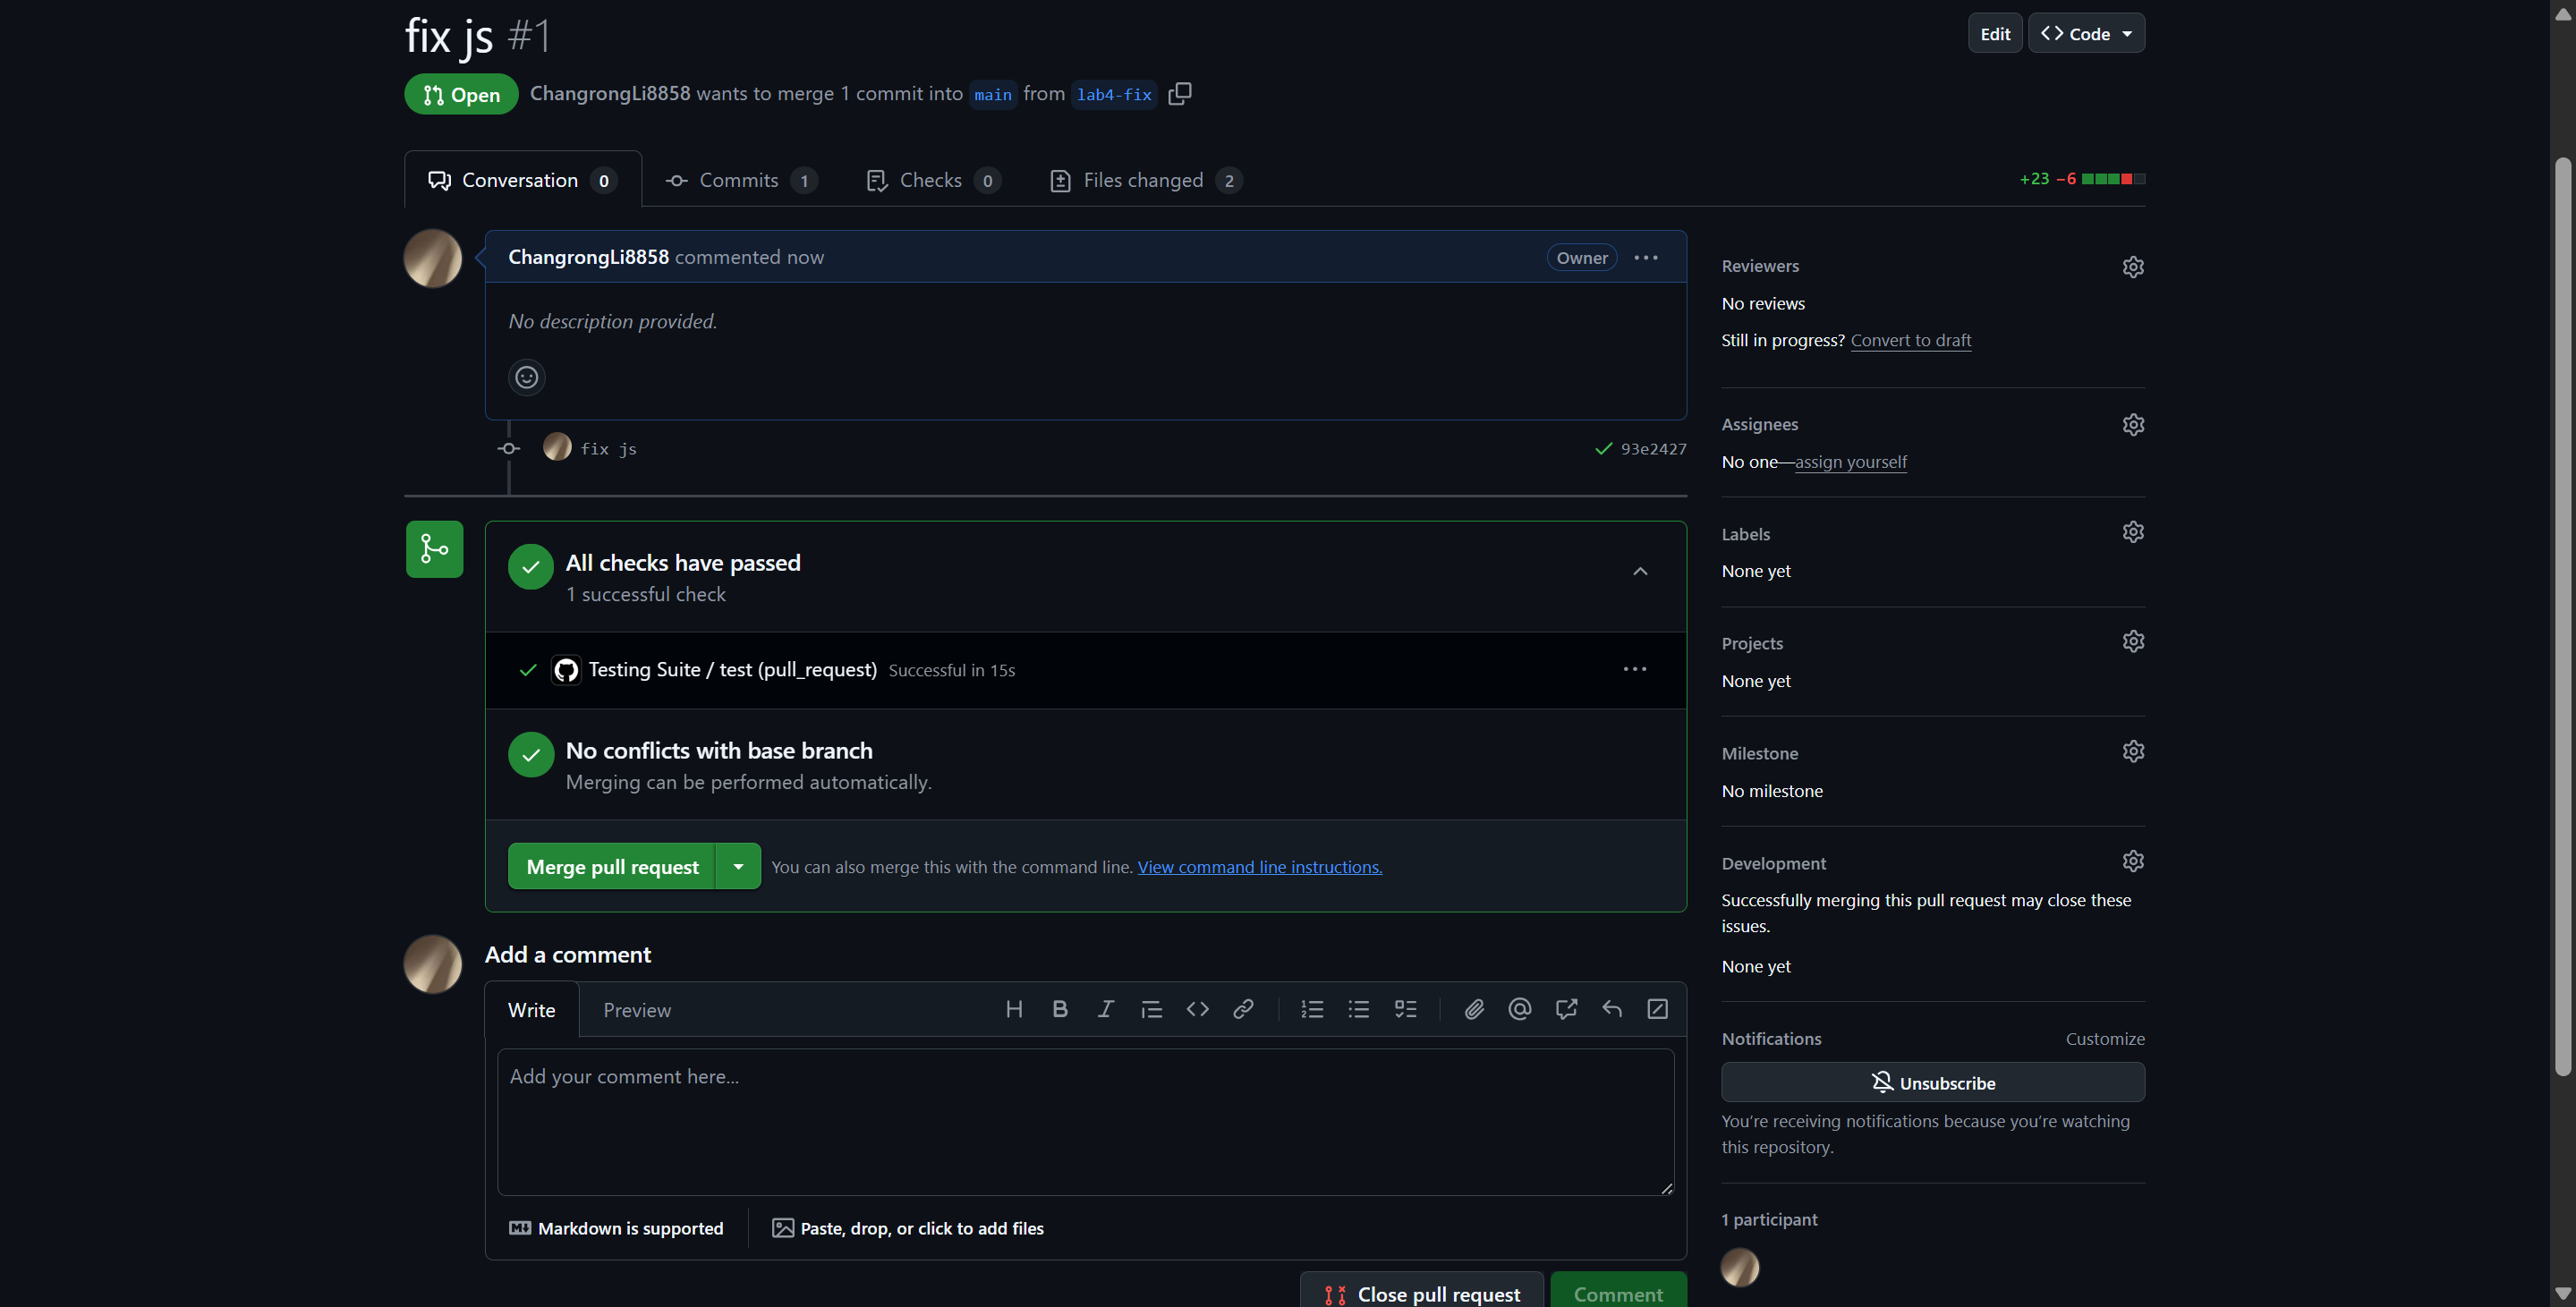 fix js #1
Edit
Code
Open
ChangrongLi8858 wants to merge 1 commit into main from lab4-fix
Conversation 0
Commits 1
Checks 0
Files changed 2
+23 −6
ChangrongLi8858 commented now
Owner
No description provided.
fix js
93e2427
All checks have passed
1 successful check
Testing Suite / test (pull_request) Successful in 15s
No conflicts with base branch
Merging can be performed automatically.
Merge pull request
You can also merge this with the command line. View command line instructions.
Add a comment
Write
Preview
Add your comment here...
Markdown is supported
Paste, drop, or click to add files
Close pull request
Comment
Reviewers
No reviews
Still in progress? Convert to draft
Assignees
No one—assign yourself
Labels
None yet
Projects
None yet
Milestone
No milestone
Development
Successfully merging this pull request may close these
issues.
None yet
Notifications
Customize
Unsubscribe
You're receiving notifications because you're watching
this repository.
1 participant